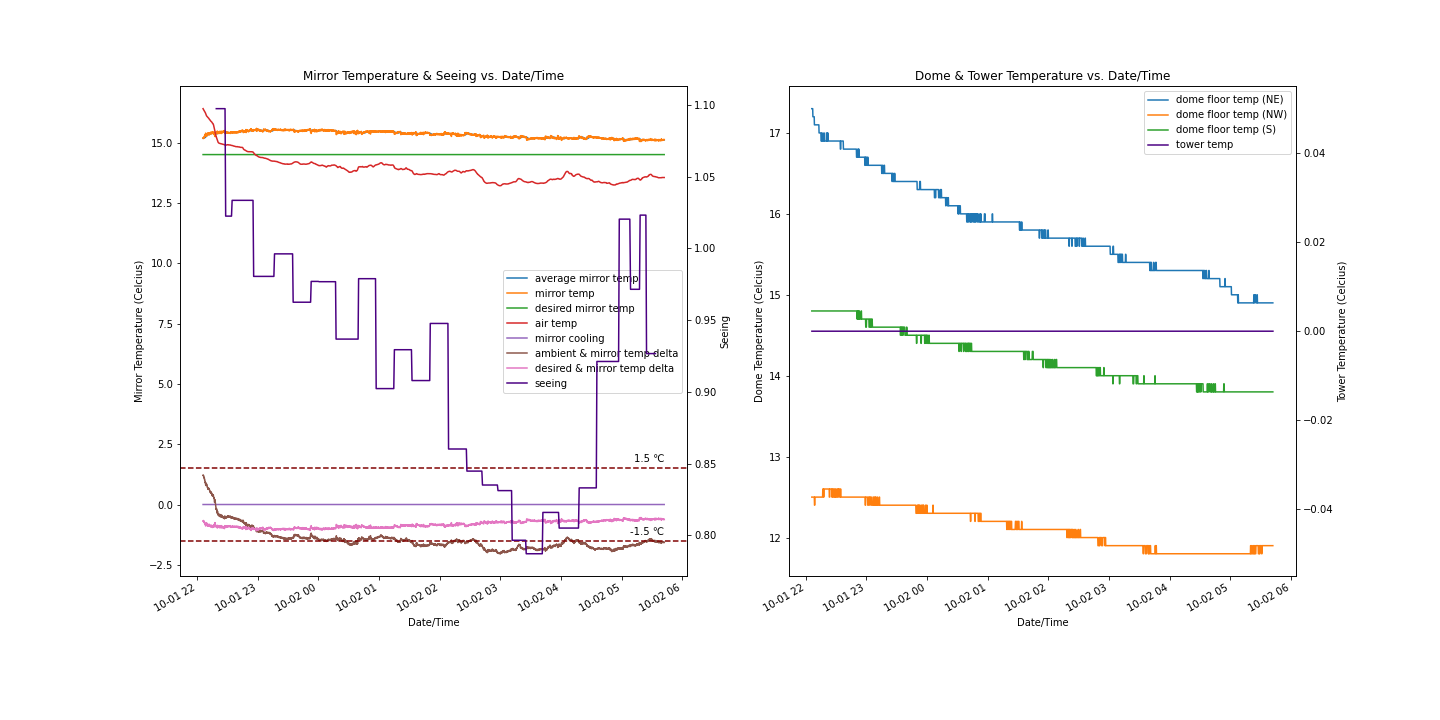 Mirror Temperature & Seeing vs. Date/Time
Mirror Temperature (Celcius)
15.0
12.5
10.0
7.5
5.0
2.5
0.0
−2.5
1.10
1.05
1.00
0.95
0.90
0.85
0.80
Seeing
average mirror temp
mirror temp
desired mirror temp
air temp
mirror cooling
ambient & mirror temp delta
desired & mirror temp delta
seeing
1.5 °C
-1.5 °C
10-01 22
10-01 23
10-02 00
10-02 01
10-02 02
10-02 03
10-02 04
10-02 05
10-02 06
Date/Time
Dome & Tower Temperature vs. Date/Time
Dome Temperature (Celcius)
17
16
15
14
13
12
dome floor temp (NE)
dome floor temp (NW)
dome floor temp (S)
tower temp
0.04
0.02
0.00
−0.02
−0.04
Tower Temperature (Celcius)
10-01 22
10-01 23
10-02 00
10-02 01
10-02 02
10-02 03
10-02 04
10-02 05
10-02 06
Date/Time